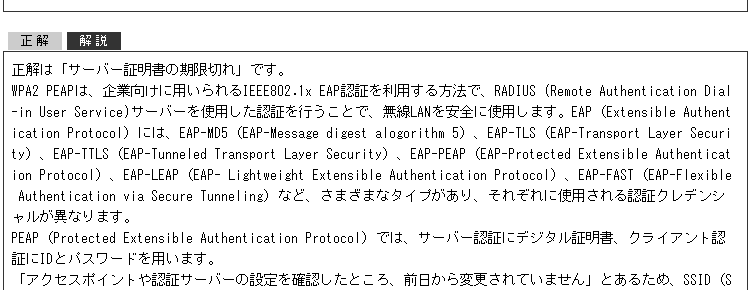 正解 解説
正解は「サーバー証明書の期限切れ」です。
WPA2 PEAPは、企業向けに用いられるIEEE802.1x EAP認証を利用する方法で、RADIUS (Remote Authentication Dial
-in User Service)サーバーを使用した認証を行うことで、無線LANを安全に使用します。EAP (Extensible Authent
ication Protocol) には、EAP-MD5 (EAP-Message digest alogorithm 5) 、EAP-TLS (EAP-Transport Layer Securi
ty) 、EAP-TTLS (EAP-Tunneled Transport Layer Security) 、EAP-PEAP (EAP-Protected Extensible Authenticat
ion Protocol) 、EAP-LEAP (EAP- Lightweight Extensible Authentication Protocol) 、EAP-FAST (EAP-Flexible
Authentication via Secure Tunneling) など、さまざまなタイプがあり、それぞれに使用される認証クレデンシ
ャルが異なります。
PEAP (Protected Extensible Authentication Protocol) では、サーバー認証にデジタル証明書、クライアント認
証にIDとパスワードを用います。
「アクセスポイントや認証サーバーの設定を確認したところ、前日から変更されていません」とあるため、SSID (S